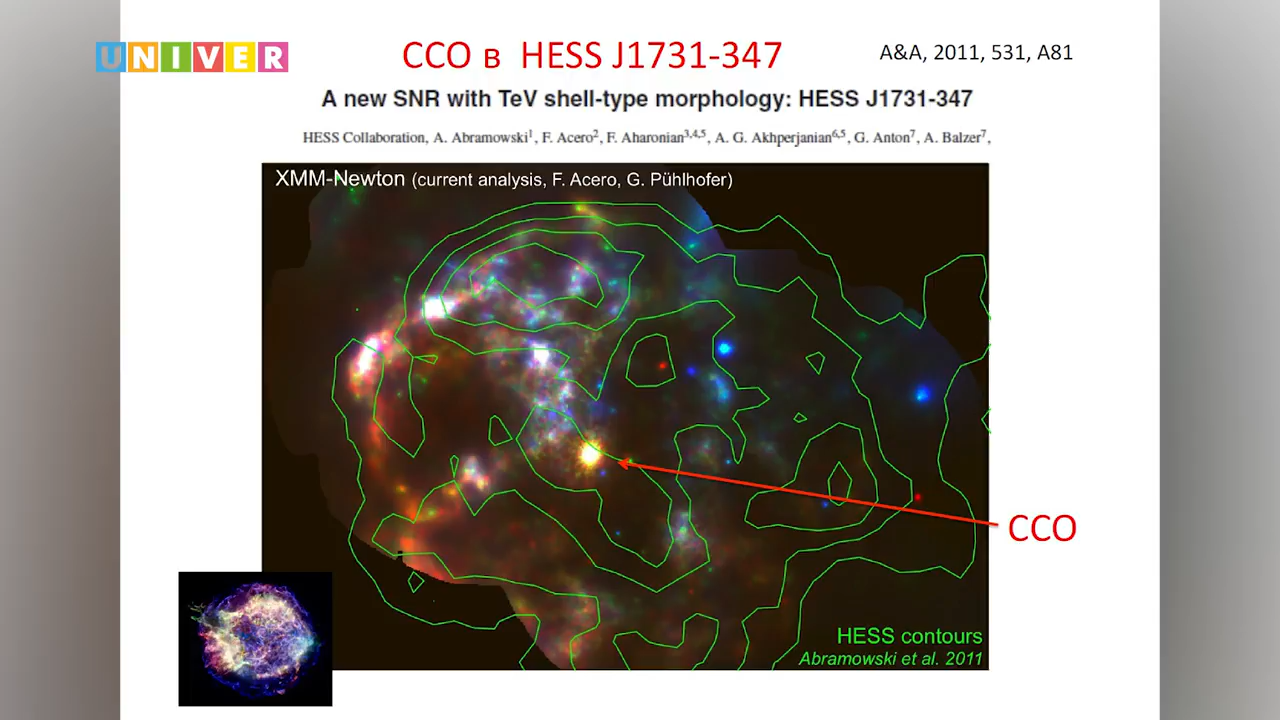 UNIVER
CCO в HESS J1731-347
A&A, 2011, 531, A81
A new SNR with TeV shell-type morphology: HESS J1731-347
HESS Collaboration, A. Abramowski1, F. Acero2, F. Aharonian3,4,5, A. G. Akhperjanian6,5, G. Anton7, A. Balzer7,
XMM-Newton (current analysis, F. Acero, G. Pühlhofer)
CCO
HESS contours
Abramowski et al. 2011